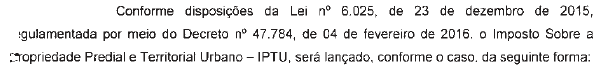 Conforme disposições da Lei nº 6.025, de 23 de dezembro de 2015,
regulamentada por meio do Decreto nº 47.784, de 04 de fevereiro de 2016, o Imposto Sobre a
Propriedade Predial e Territorial Urbano – IPTU, será lançado, conforme o caso, da seguinte forma: